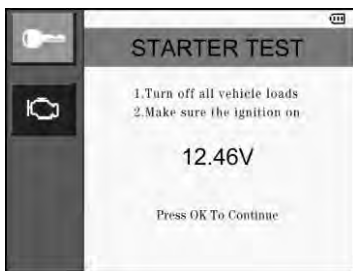 STARTER TEST
1.Turn off all vehicle loads
2.Make sure the ignition on
12.46V
Press OK To Continue